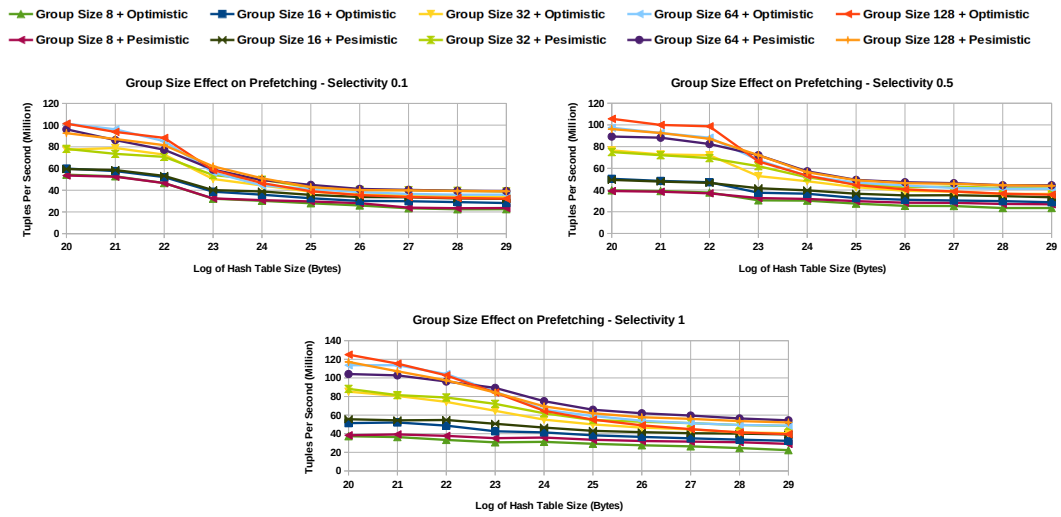 Group Size 8 + Optimistic Group Size 16 + Optimistic Group Size 32 + Optimistic Group Size 64 + Optimistic Group Size 128 + Optimistic
Group Size 8 + Pesimistic Group Size 16 + Pesimistic Group Size 32 + Pesimistic Group Size 64 + Pesimistic Group Size 128 + Pesimistic
Group Size Effect on Prefetching - Selectivity 0.1
Tuples Per Second (Million)
120
100
80
60
40
20
0
20 21 22 23 24 25 26 27 28 29
Log of Hash Table Size (Bytes)
Group Size Effect on Prefetching - Selectivity 0.5
Tuples Per Second (Million)
120
100
80
60
40
20
0
20 21 22 23 24 25 26 27 28 29
Log of Hash Table Size (Bytes)
Group Size Effect on Prefetching - Selectivity 1
Tuples Per Second (Million)
140
120
100
80
60
40
20
0
20 21 22 23 24 25 26 27 28 29
Log of Hash Table Size (Bytes)